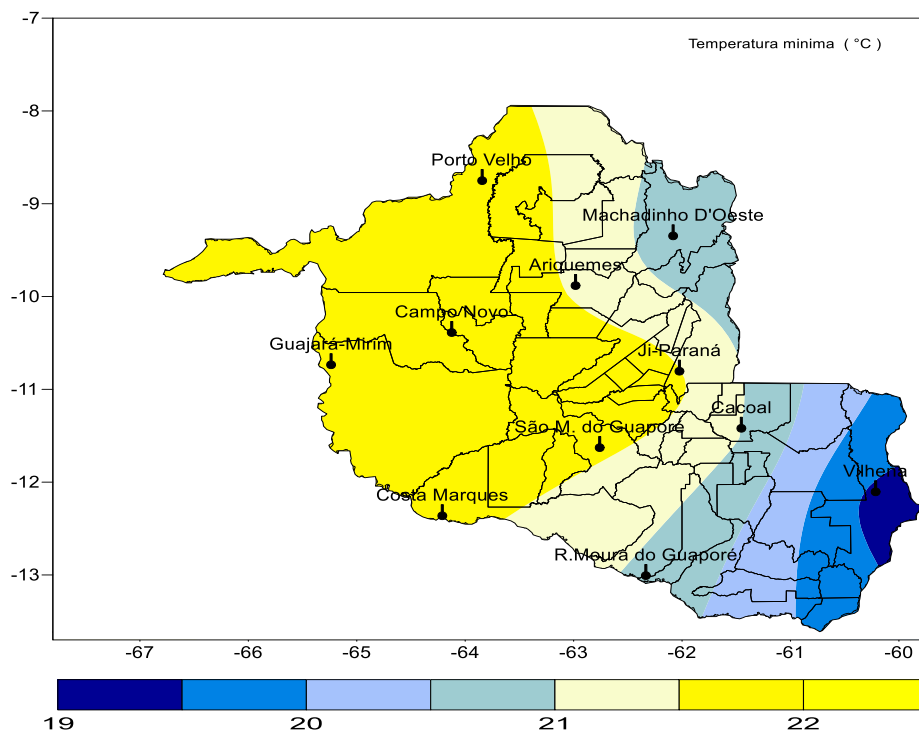 -7
Temperatura minima ( °C )
-8
Porto Velho
-9
Machadinho D'Oeste
Ariquemes
-10
Campo Novo
Guajará-Mirim
Ji-Paraná
-11
Cacoal
São M. do Guaporé
Vilhena
-12
Costa Marques
R.Moura do Guaporé
-13
-67 -66 -65 -64 -63 -62 -61 -60
19 20 21 22